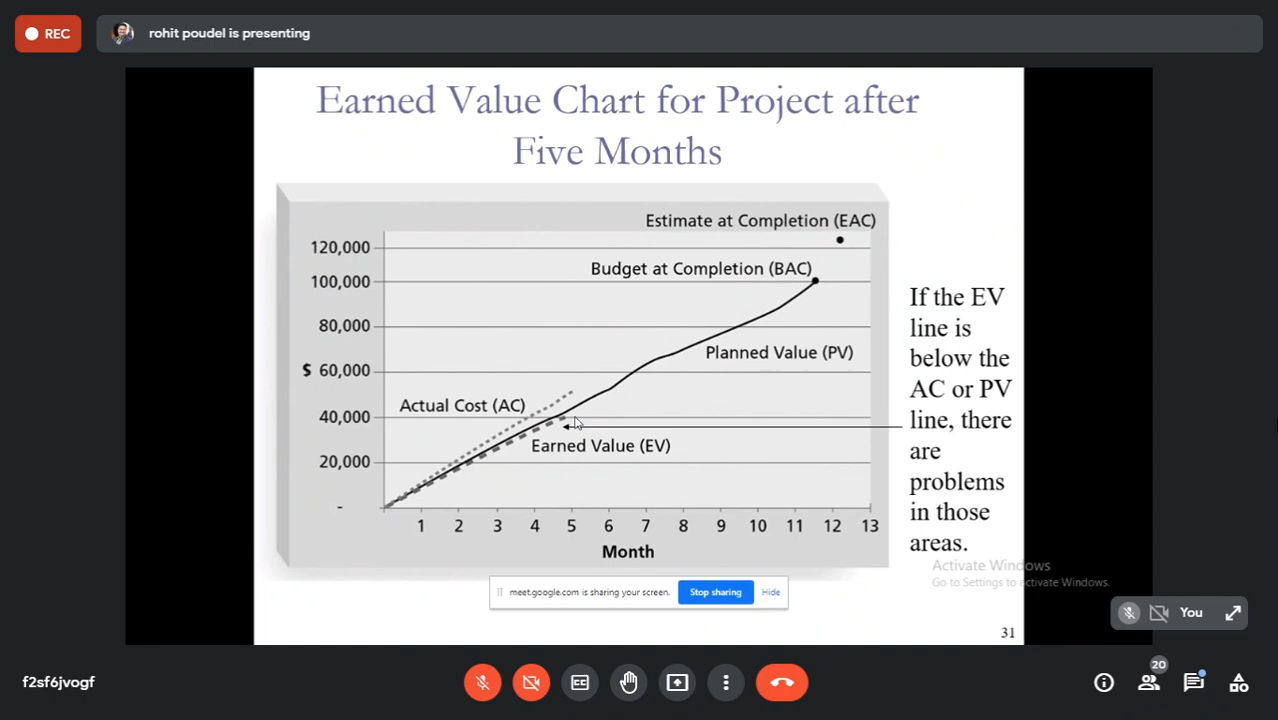 REC
rohit poudel is presenting
Earned Value Chart for Project after
Five Months
Estimate at Completion (EAC)
120,000
Budget at Completion (BAC)
100,000
80,000
Planned Value (PV)
$ 60,000
Actual Cost (AC)
40,000
Earned Value (EV)
20,000
-
1 2 3 4 5 6 7 8 9 10 11 12 13
Month
If the EV
line is
below the
AC or PV
line, there
are
problems
in those
areas.
Activate Windows
Go to Settings to activate Windows.
meet.google.com is sharing your screen. Stop sharing Hide
You
31
f2sf6jvogf
CC
20